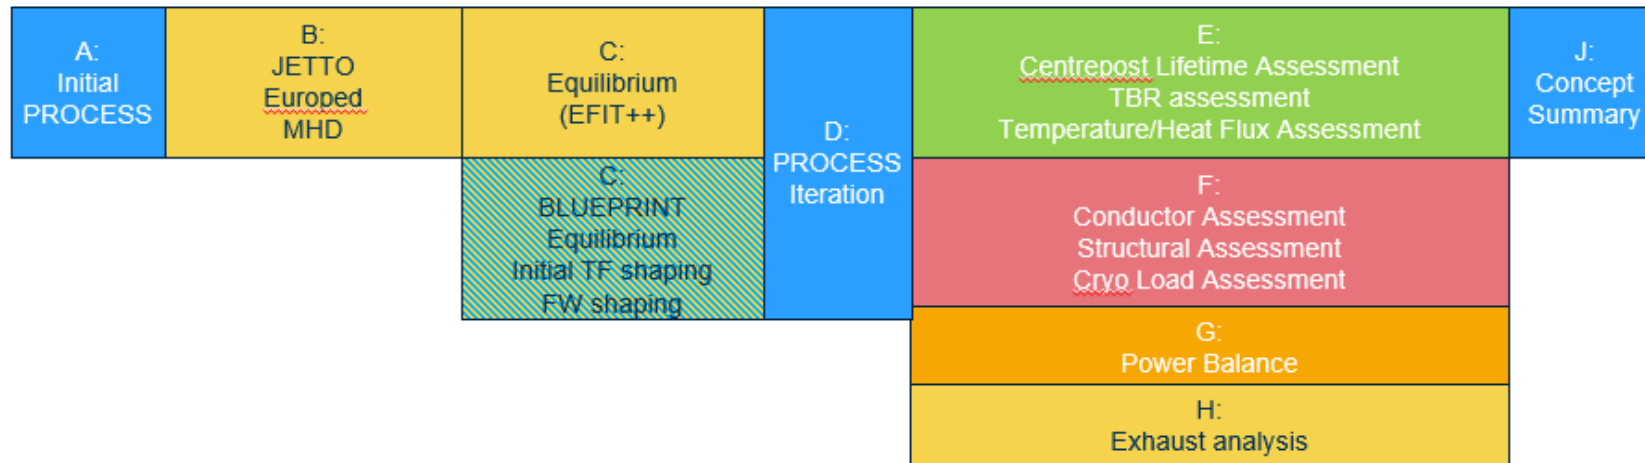 A:
Initial
PROCESS
B:
JETTO
Europed
MHD
C:
Equilibrium
(EFIT++)
C:
BLUEPRINT
Equilibrium
Initial TF shaping
FW shaping
D:
PROCESS
Iteration
E:
Centrepost Lifetime Assessment
TBR assessment
Temperature/Heat Flux Assessment
F:
Conductor Assessment
Structural Assessment
Cryo Load Assessment
G:
Power Balance
H:
Exhaust analysis
J:
Concept
Summary